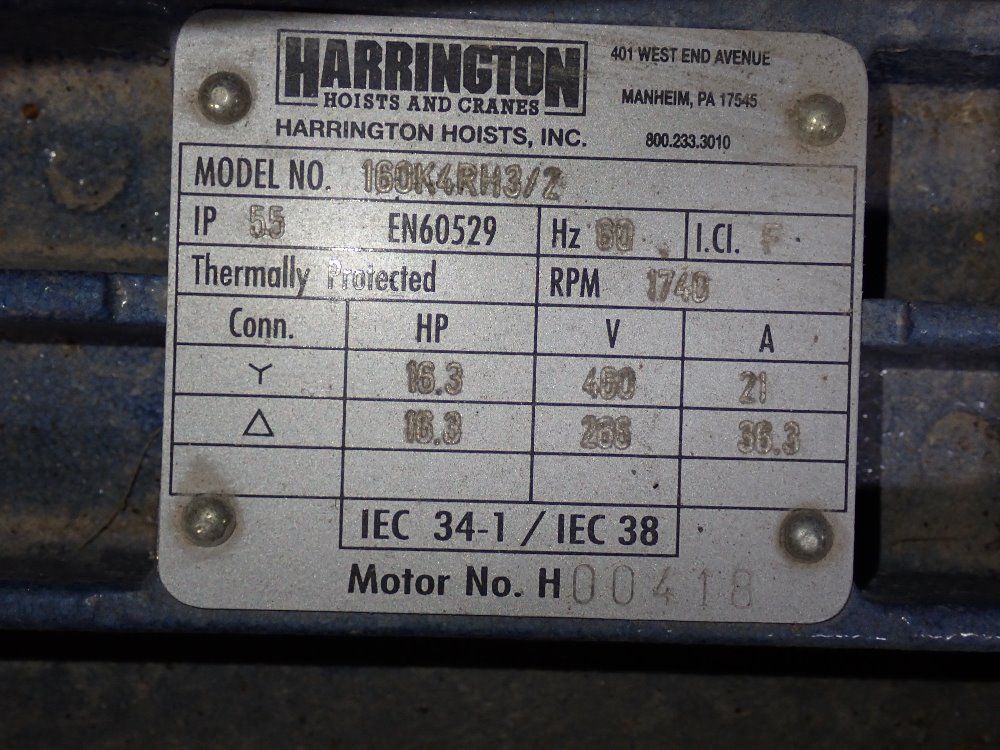 HARRINGTON
HOISTS AND CRANES
HARRINGTON HOISTS, INC.
401 WEST END AVENUE
MANHEIM, PA 17545
800.233.3010
MODEL NO. 160K4RH3/2
IP 55 EN60529 Hz 60 I.Cl. F
Thermally Protected RPM 1740
Conn. HP V A
Y 16.3 460 21
△ 16.3 266 36.3
IEC 34-1 / IEC 38
Motor No. H00418